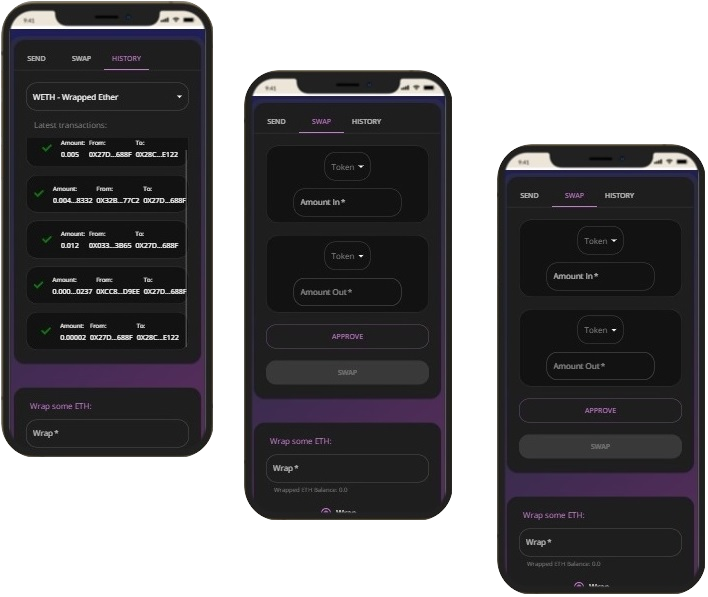 9:41
SEND SWAP HISTORY
WETH - Wrapped Ether
Latest transactions:
Amount: From: To:
0.005 0X27D...688F 0X28C...E122
Amount: From: To:
0.004...8332 0X32B...77C2 0X27D...688F
Amount: From: To:
0.012 0X033...3B65 0X27D...688F
Amount: From: To:
0.000...0237 0XCCB...D9EE 0X27D...688F
Amount: From: To:
0.00002 0X27D...688F 0X28C...E122
Wrap some ETH:
Wrap *
9:41
SEND SWAP HISTORY
Token
Amount In *
Token
Amount Out *
APPROVE
SWAP
Wrap some ETH:
Wrap *
Wrapped ETH Balance: 0.0
Wrap
9:41
SEND SWAP HISTORY
Token
Amount In *
Token
Amount Out *
APPROVE
SWAP
Wrap some ETH:
Wrap *
Wrapped ETH Balance: 0.0
Wrap